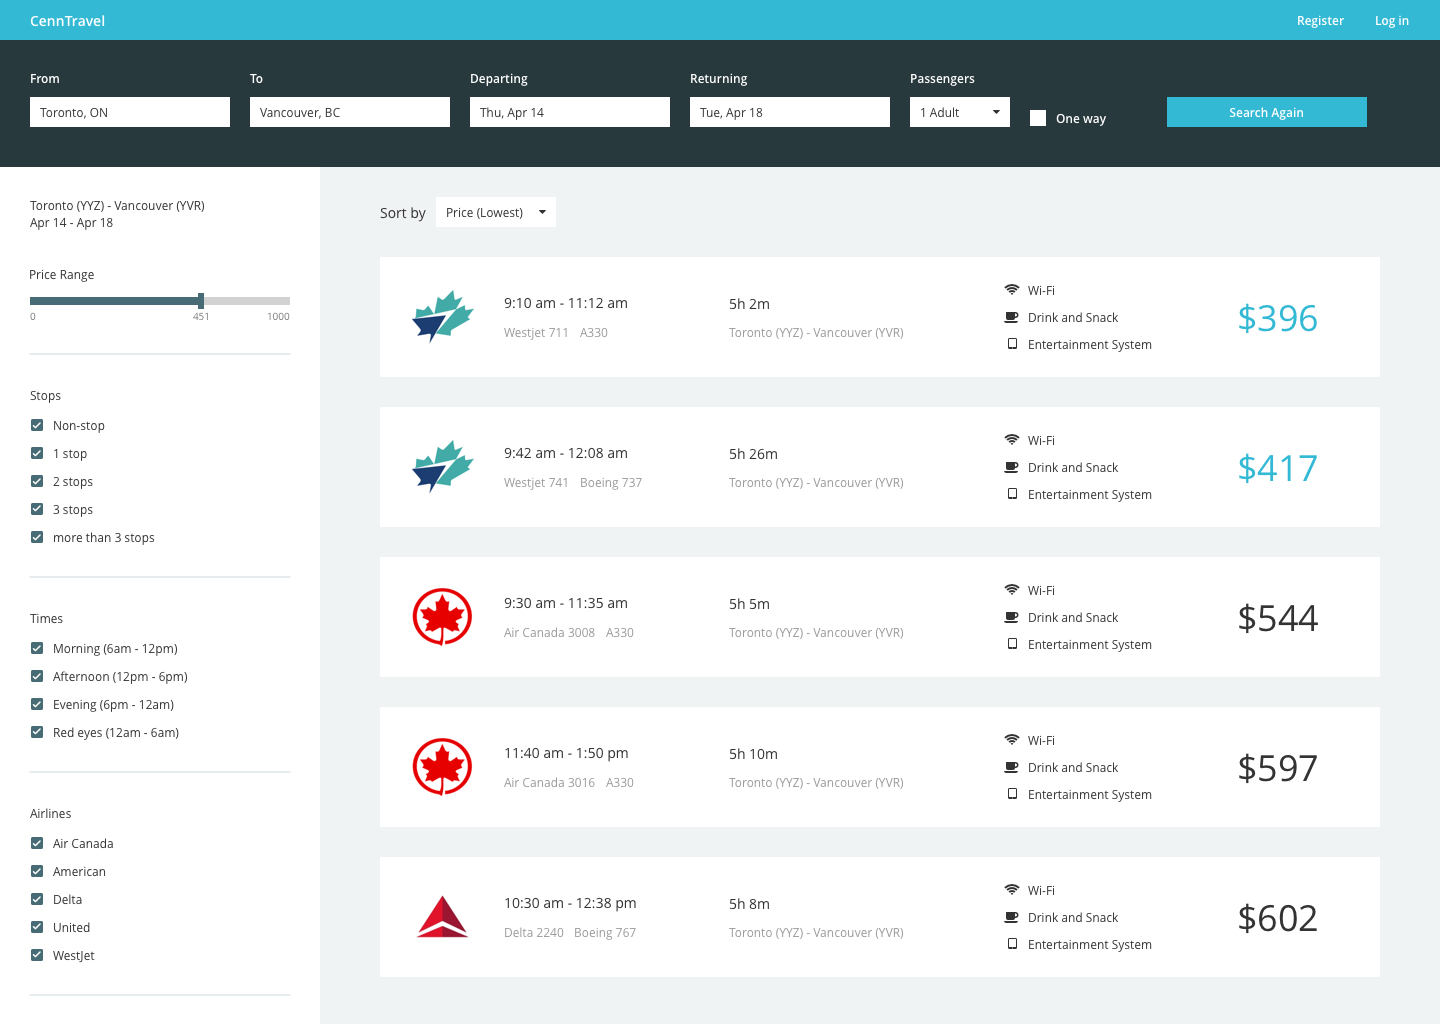 CennTravel
Register
Log in
From
To
Departing
Returning
Passengers
Toronto, ON
Vancouver, BC
Thu, Apr 14
Tue, Apr 18
1 Adult
One way
Search Again
Toronto (YYZ) - Vancouver (YVR)
Apr 14 - Apr 18
Price Range
0
451
1000
Stops
Non-stop
1 stop
2 stops
3 stops
more than 3 stops
Times
Morning (6am - 12pm)
Afternoon (12pm - 6pm)
Evening (6pm - 12am)
Red eyes (12am - 6am)
Airlines
Air Canada
American
Delta
United
WestJet
Sort by
Price (Lowest)
9:10 am - 11:12 am
Westjet 711 A330
5h 2m
Toronto (YYZ) - Vancouver (YVR)
Wi-Fi
Drink and Snack
Entertainment System
$396
9:42 am - 12:08 am
Westjet 741 Boeing 737
5h 26m
Toronto (YYZ) - Vancouver (YVR)
Wi-Fi
Drink and Snack
Entertainment System
$417
9:30 am - 11:35 am
Air Canada 3008 A330
5h 5m
Toronto (YYZ) - Vancouver (YVR)
Wi-Fi
Drink and Snack
Entertainment System
$544
11:40 am - 1:50 pm
Air Canada 3016 A330
5h 10m
Toronto (YYZ) - Vancouver (YVR)
Wi-Fi
Drink and Snack
Entertainment System
$597
10:30 am - 12:38 pm
Delta 2240 Boeing 767
5h 8m
Toronto (YYZ) - Vancouver (YVR)
Wi-Fi
Drink and Snack
Entertainment System
$602